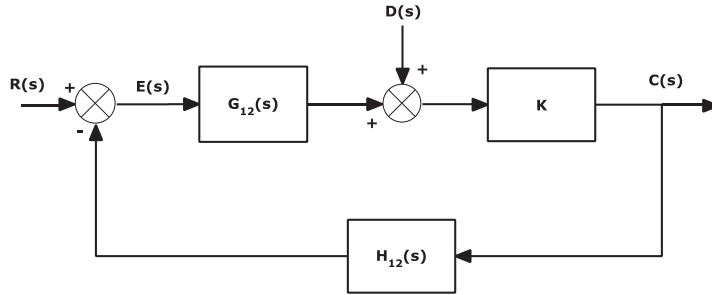 D(s)
R(s) + E(s) G₁₂(s) + K C(s)
- +
H₁₂(s)